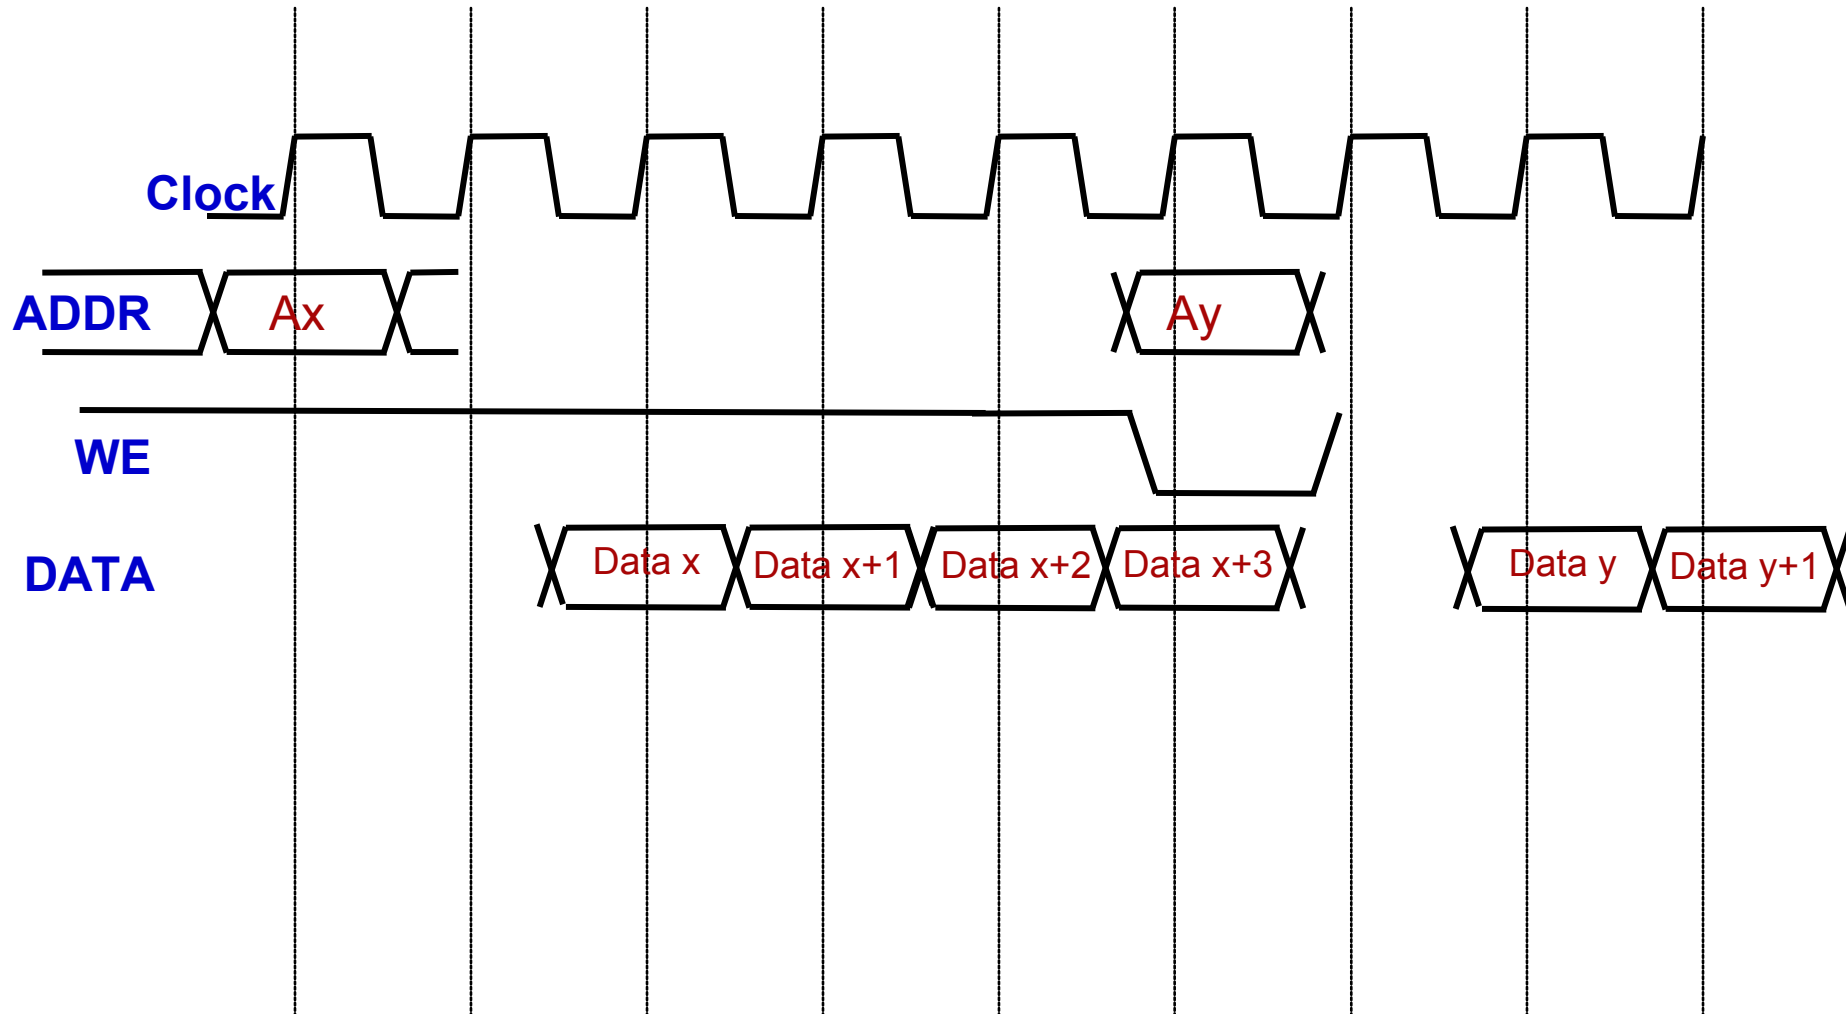 Clock
ADDR
Ax
Ay
WE
DATA
Data x
Data x+1
Data x+2
Data x+3
Data y
Data y+1